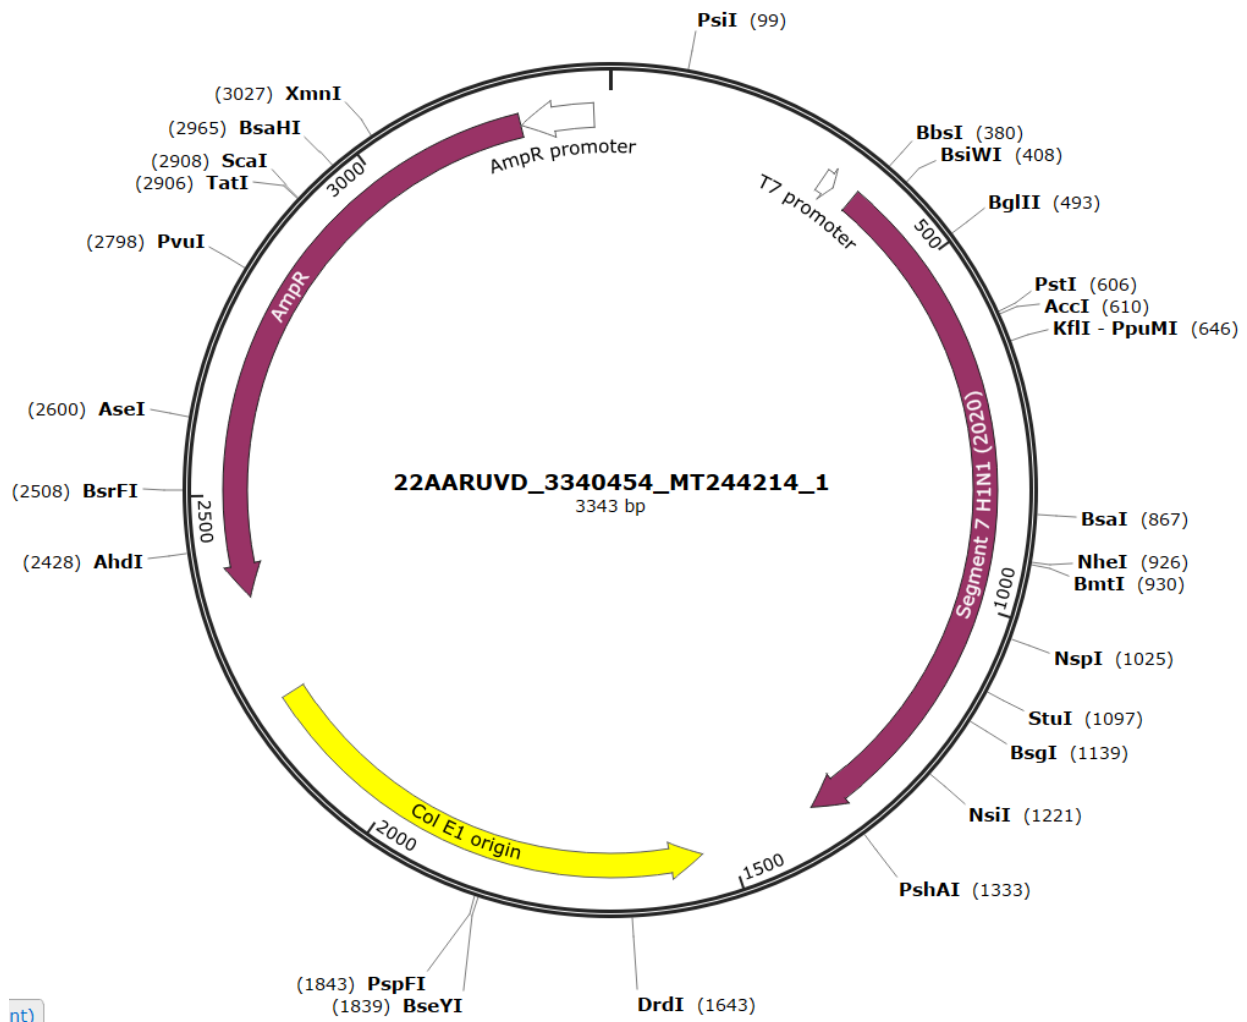 PsiI (99)
(3027) XmnI
(2965) BsaHI
(2908) ScaI
(2906) TatI
(2798) PvuI
(2600) AseI
(2508) BsrFI
(2428) AhdI
3000
AmpR promoter
AmpR
T7 promoter
BbsI (380)
BsiWI (408)
BglII (493)
500
PstI (606)
AccI (610)
KflI - PpuMI (646)
Segment 7 H1N1 (2020)
22AARUVD_3340454_MT244214_1
3343 bp
2500
BsaI (867)
NheI (926)
BmtI (930)
1000
NspI (1025)
StuI (1097)
BsgI (1139)
NsiI (1221)
PshAI (1333)
1500
Col E1 origin
2000
(1843) PspFI
(1839) BseYI
DrdI (1643)
nt)